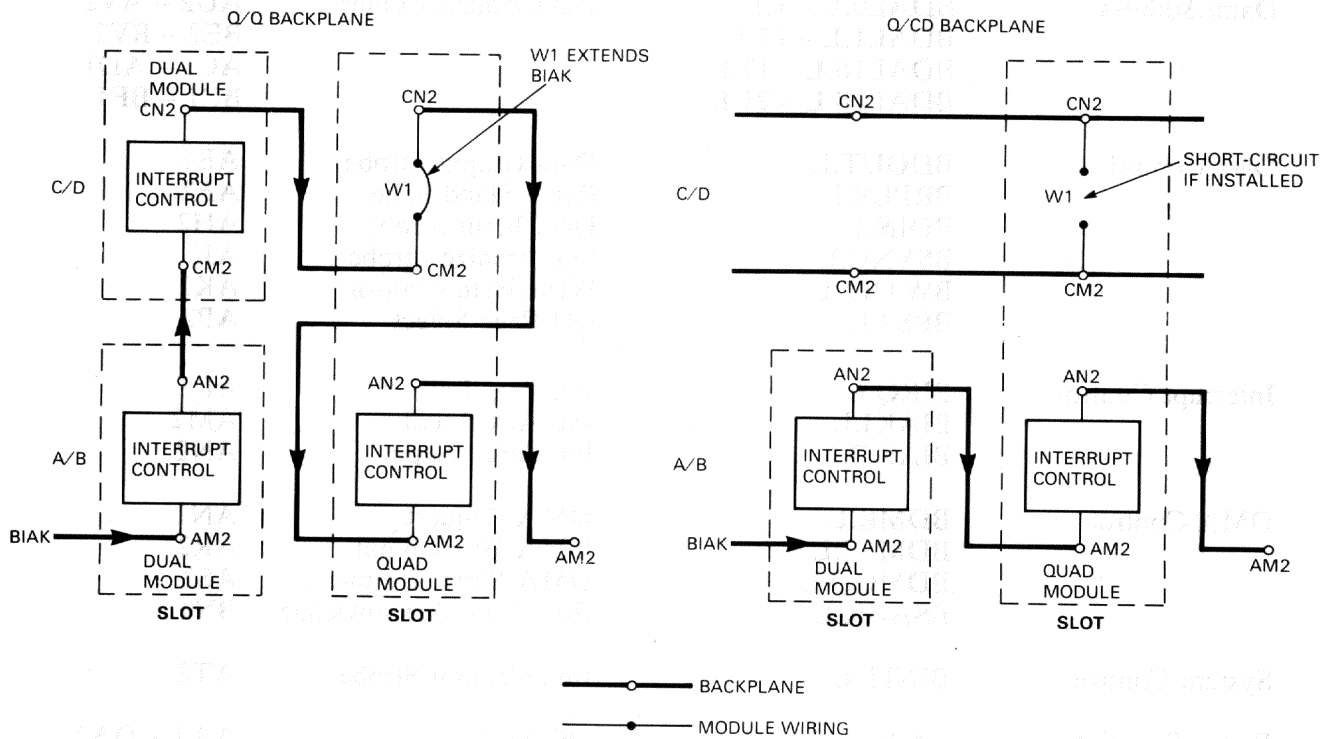 Q/Q BACKPLANE
DUAL
MODULE
CN2
INTERRUPT
CONTROL
C/D
CM2
AN2
INTERRUPT
CONTROL
A/B
BIAK
AM2
DUAL
MODULE
SLOT
W1 EXTENDS
BIAK
CN2
W1
CM2
AN2
INTERRUPT
CONTROL
AM2
QUAD
MODULE
SLOT
AM2
Q/CD BACKPLANE
CN2
CN2
C/D
W1
SHORT-CIRCUIT
IF INSTALLED
CM2
CM2
AN2
INTERRUPT
CONTROL
A/B
BIAK
AM2
DUAL
MODULE
SLOT
AN2
INTERRUPT
CONTROL
AM2
QUAD
MODULE
SLOT
AM2
BACKPLANE
MODULE WIRING